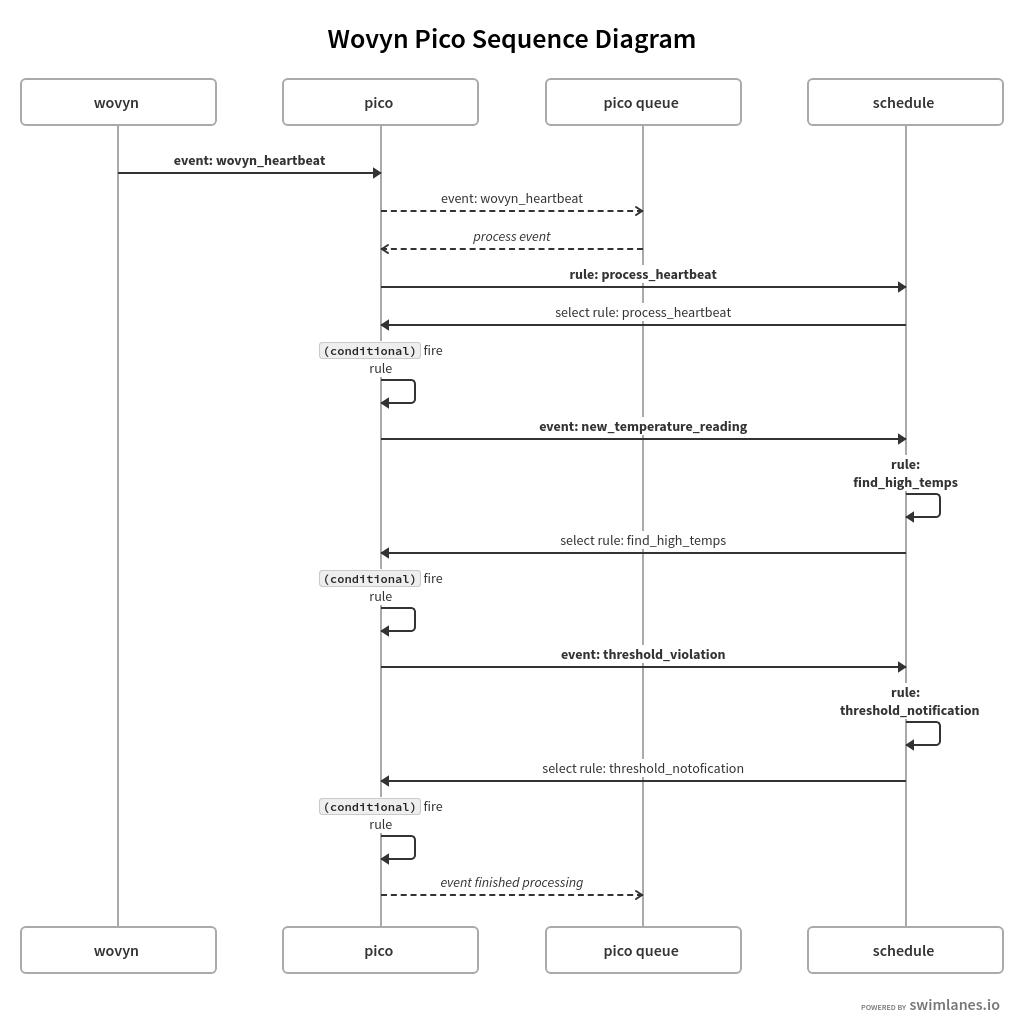 Wovyn Pico Sequence Diagram
wovyn pico pico queue schedule
event: wovyn_heartbeat
event: wovyn_heartbeat
process event
rule: process_heartbeat
select rule: process_heartbeat
(conditional) fire
rule
event: new_temperature_reading
rule:
find_high_temps
select rule: find_high_temps
(conditional) fire
rule
event: threshold_violation
rule:
threshold_notification
select rule: threshold_notofication
(conditional) fire
rule
event finished processing
wovyn pico pico queue schedule
POWERED BY swimlanes.io